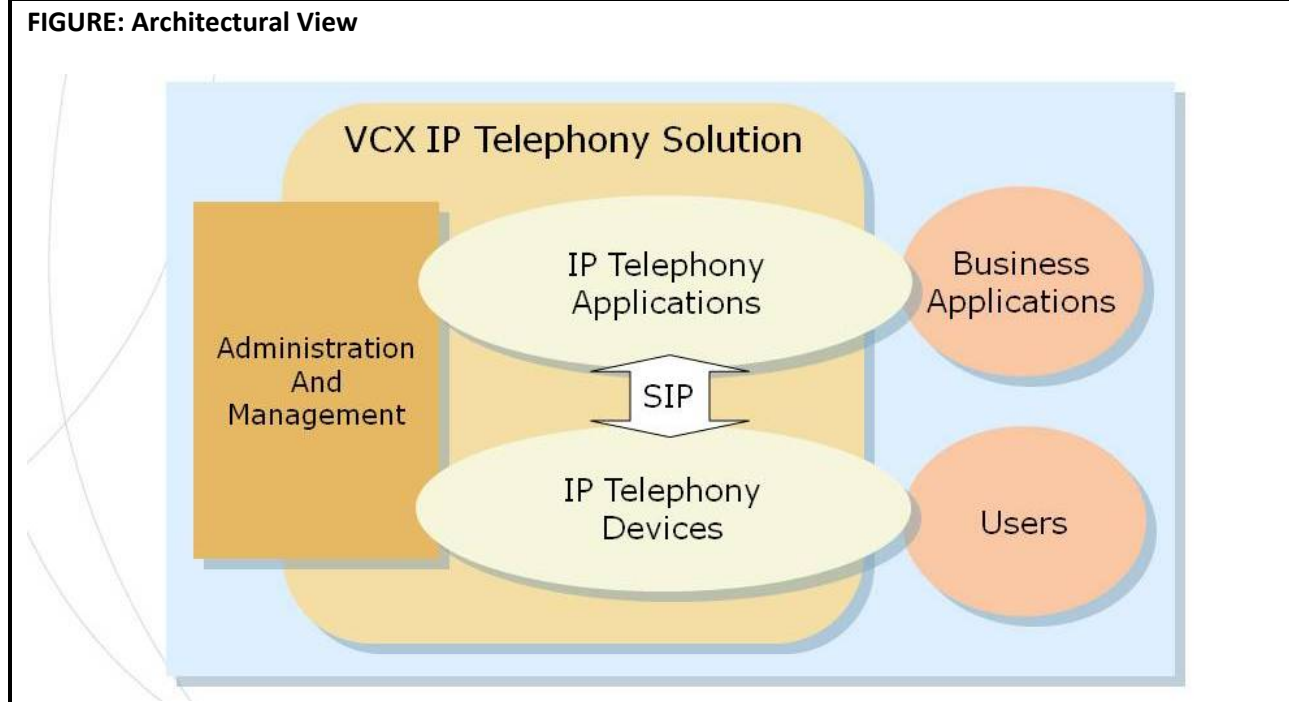 FIGURE: Architectural View
VCX IP Telephony Solution
Administration
And
Management
IP Telephony
Applications
SIP
IP Telephony
Devices
Business
Applications
Users